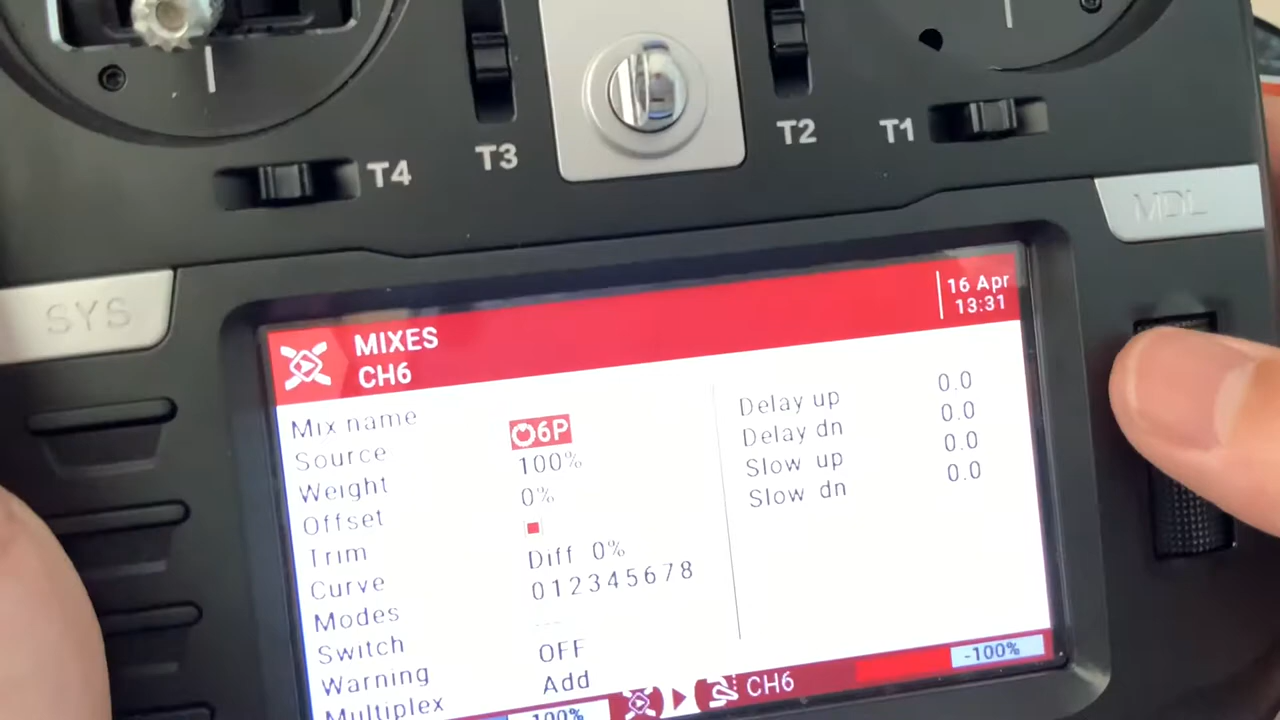 T4
T3
T2
T1
MDL
SYS
MIXES
CH6
16 Apr
13:31
Mix name
Source 6P
Weight 100%
Offset 0%
Trim
Curve Diff 0%
Modes 012345678
Switch ---
Warning OFF
Multiplex Add
Delay up 0.0
Delay dn 0.0
Slow up 0.0
Slow dn 0.0
100%
CH6
-100%